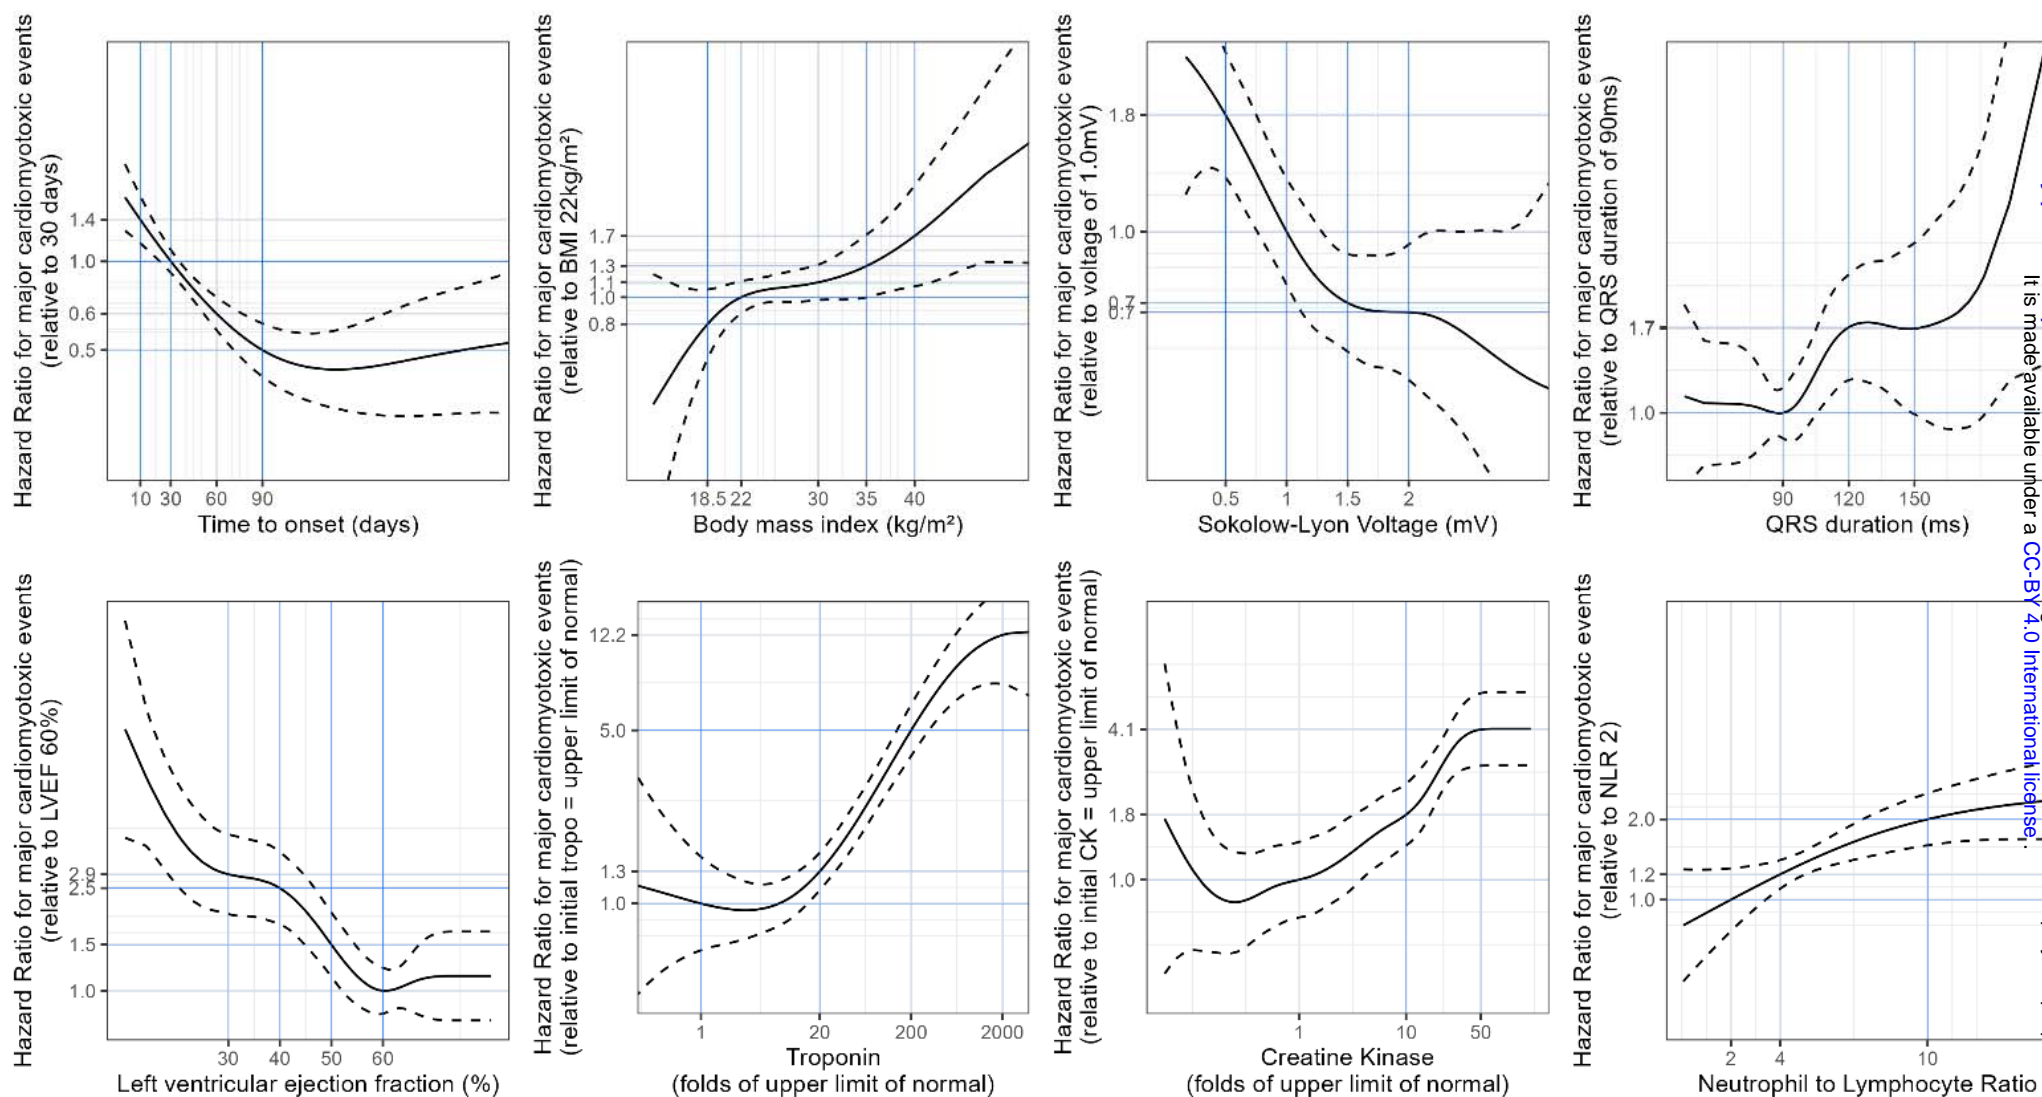 Hazard Ratio for major cardiomyotoxic events
(relative to 30 days)
1.4
1.0
0.6
0.5
10 30 60 90
Time to onset (days)
Hazard Ratio for major cardiomyotoxic events
(relative to BMI 22kg/m²)
1.7
1.3
1.1
1.0
0.8
18.5 22 30 35 40
Body mass index (kg/m²)
Hazard Ratio for major cardiomyotoxic events
(relative to voltage of 1.0mV)
1.8
1.0
0.7
0.7
0.5 1 1.5 2
Sokolow-Lyon Voltage (mV)
Hazard Ratio for major cardiomyotoxic events
(relative to QRS duration of 90ms)
1.7
1.0
90 120 150
QRS duration (ms)
Hazard Ratio for major cardiomyotoxic events
(relative to LVEF 60%)
2.9
2.5
1.5
1.0
30 40 50 60
Left ventricular ejection fraction (%)
Hazard Ratio for major cardiomyotoxic events
(relative to initial tropo = upper limit of normal)
12.2
5.0
1.3
1.0
1 20 200 2000
Troponin
(folds of upper limit of normal)
Hazard Ratio for major cardiomyotoxic events
(relative to initial CK = upper limit of normal)
4.1
1.8
1.0
1 10 50
Creatine Kinase
(folds of upper limit of normal)
Hazard Ratio for major cardiomyotoxic events
(relative to NLR 2)
2.0
1.2
1.0
2 4 10
Neutrophil to Lymphocyte Ratio
It is made available under a CC-BY 4.0 International license .